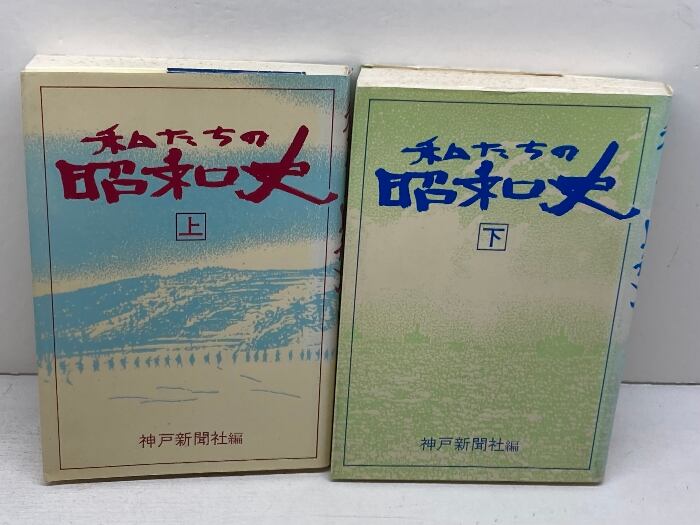 私たちの
昭和史
上
神戸新聞社編
私たちの
昭和史
下
神戸新聞社編